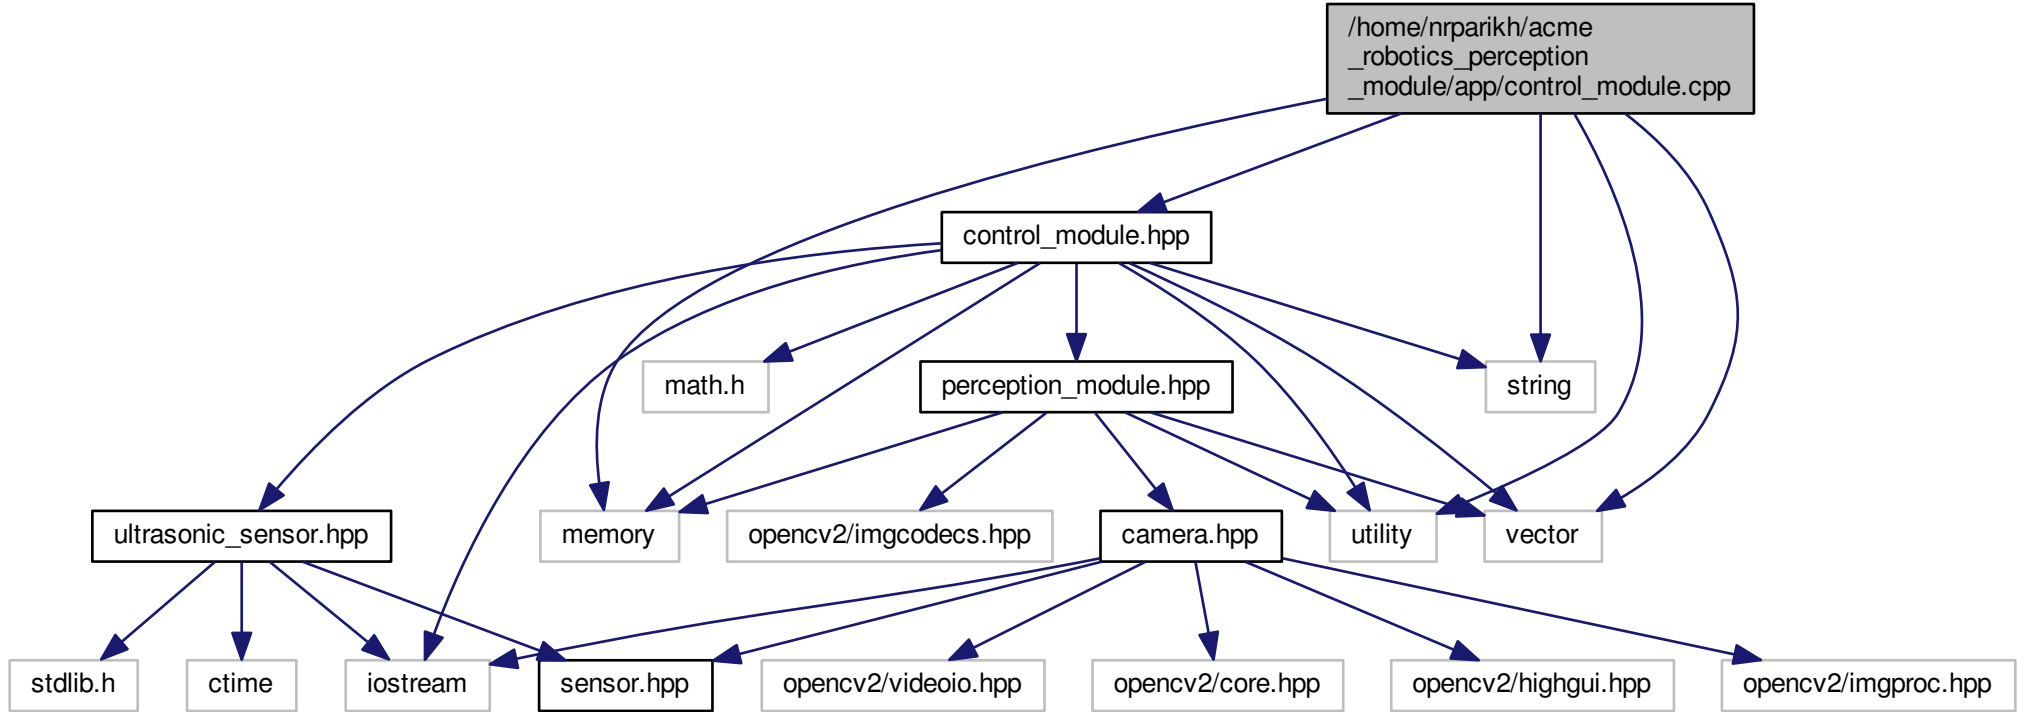 /home/nrparikh/acme
_robotics_perception
_module/app/control_module.cpp
control_module.hpp
math.h
perception_module.hpp
string
ultrasonic_sensor.hpp
memory
opencv2/imgcodecs.hpp
camera.hpp
utility
vector
stdlib.h
ctime
iostream
sensor.hpp
opencv2/videoio.hpp
opencv2/core.hpp
opencv2/highgui.hpp
opencv2/imgproc.hpp